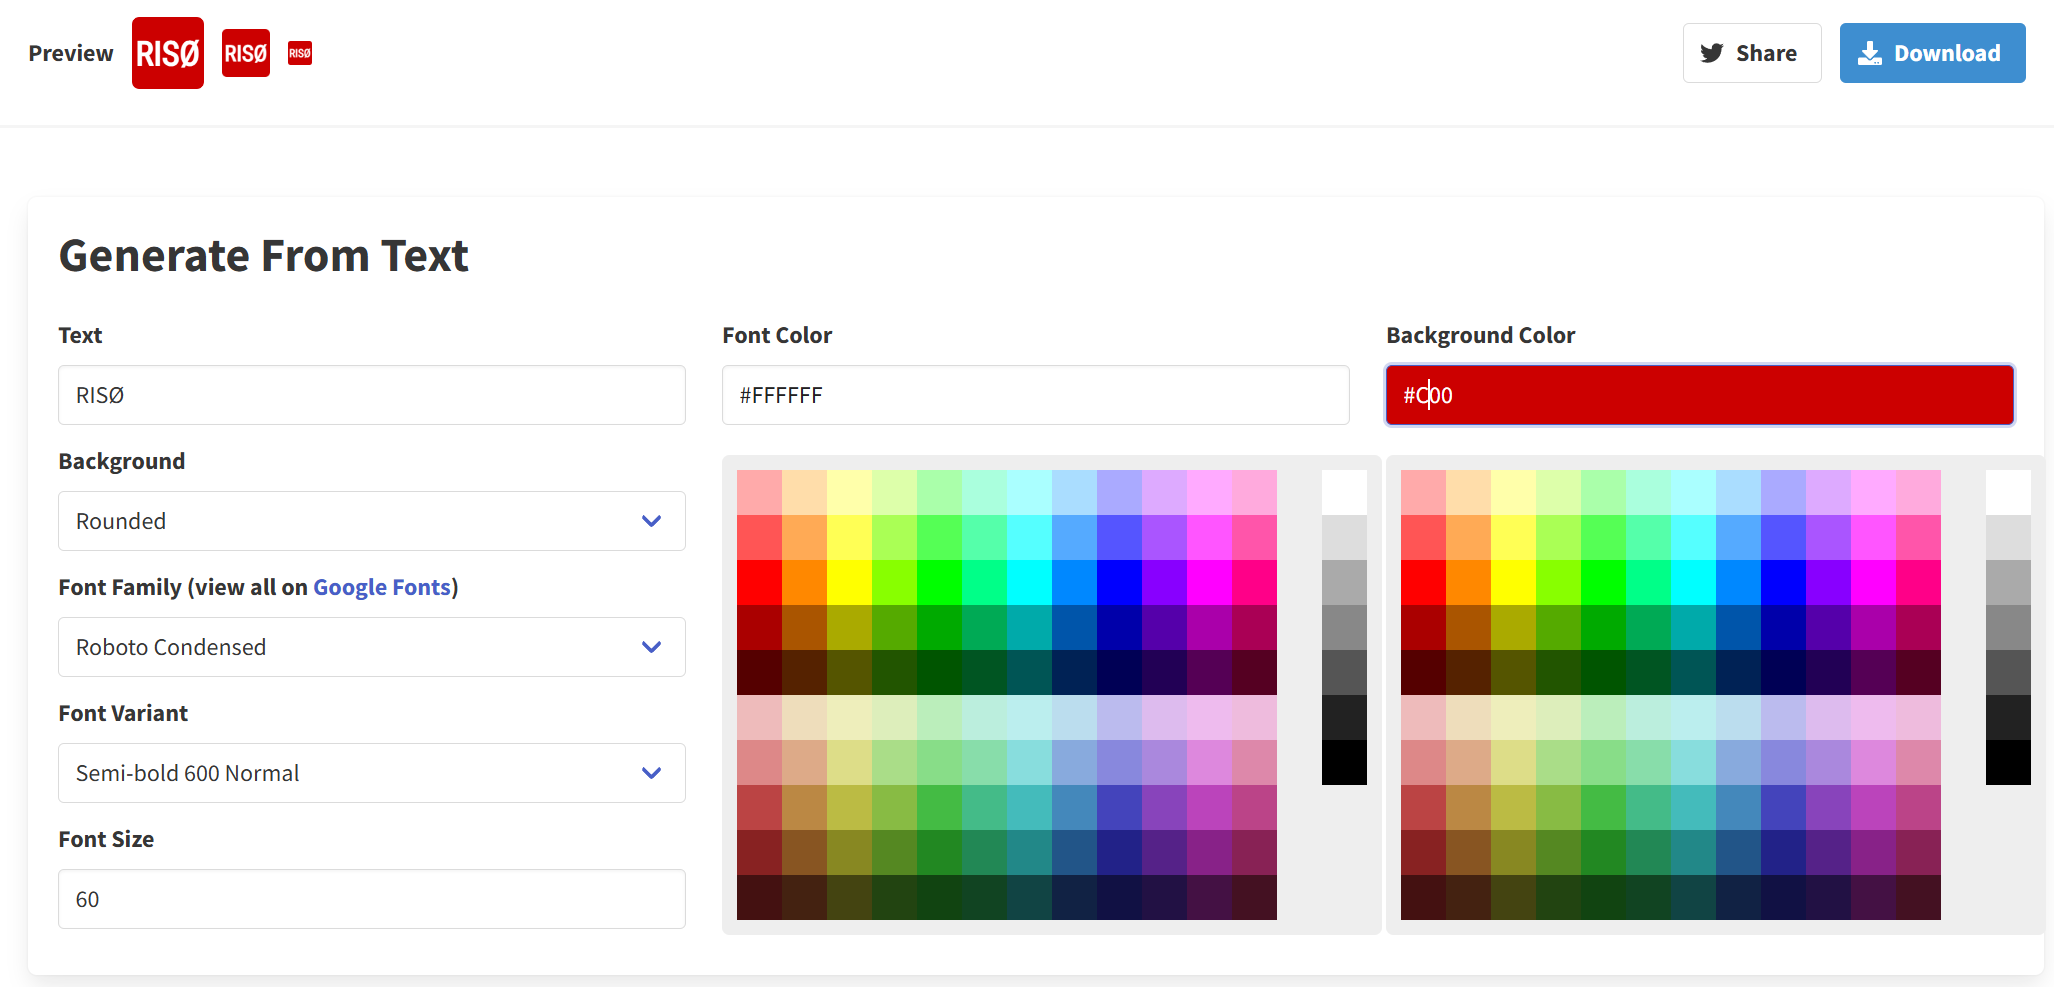 Preview RISØ RISØ RISØ Share Download
Generate From Text
Text
RISØ
Background
Rounded
Font Family (view all on Google Fonts)
Roboto Condensed
Font Variant
Semi-bold 600 Normal
Font Size
60
Font Color
#FFFFFF
Background Color
#C00